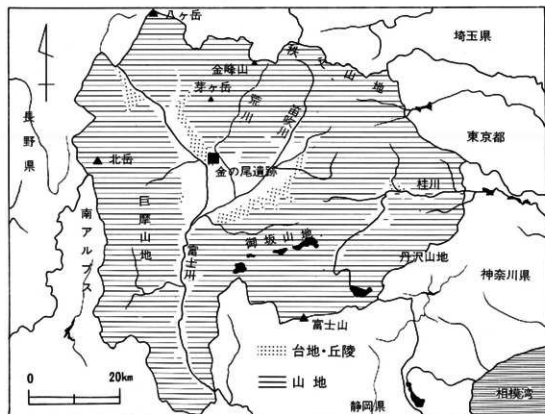 八ヶ岳
埼玉県
金峰山
秩父山地
茅ヶ岳
荒川
笛吹川
長野県
東京都
北岳
金の尾遺跡
桂川
巨摩山地
南アルプス
御坂山地
富士川
丹沢山地
神奈川県
富士山
台地・丘陵
山地
0
20km
静岡県
相模湾